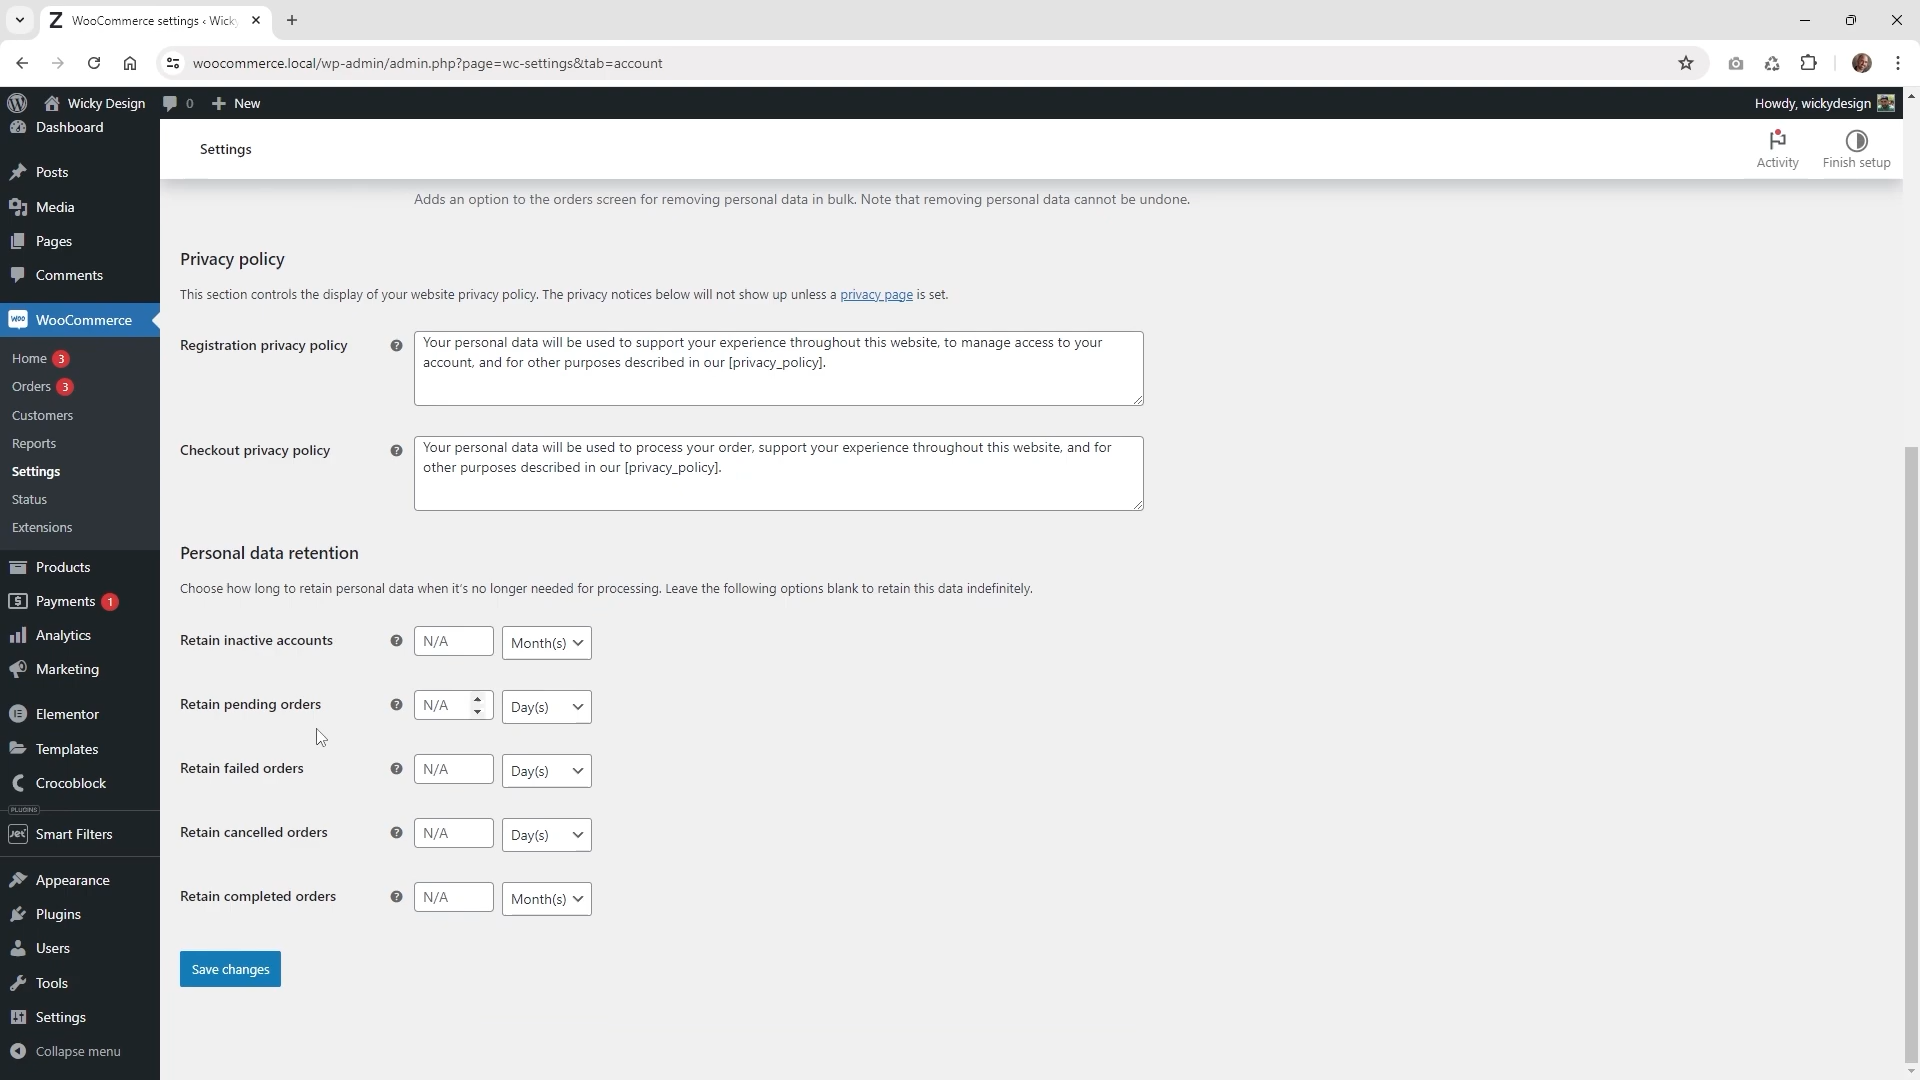 WooCommerce settings ‹ Wick
woocommerce.local/wp-admin/admin.php?page=wc-settings&tab=account
Wicky Design
0
New
Howdy, wickydesign
Dashboard
Posts
Media
Pages
Comments
WooCommerce
Home 3
Orders 3
Customers
Reports
Settings
Status
Extensions
Products
Payments 1
Analytics
Marketing
Elementor
Templates
Crocoblock
PLUGINS
Jet Smart Filters
Appearance
Plugins
Users
Tools
Settings
Collapse menu
Settings
Activity
Finish setup
Adds an option to the orders screen for removing personal data in bulk. Note that removing personal data cannot be undone.
Privacy policy
This section controls the display of your website privacy policy. The privacy notices below will not show up unless a privacy page is set.
Registration privacy policy
Your personal data will be used to support your experience throughout this website, to manage access to your
account, and for other purposes described in our [privacy_policy].
Checkout privacy policy
Your personal data will be used to process your order, support your experience throughout this website, and for
other purposes described in our [privacy_policy].
Personal data retention
Choose how long to retain personal data when it's no longer needed for processing. Leave the following options blank to retain this data indefinitely.
Retain inactive accounts N/A Month(s)
Retain pending orders N/A Day(s)
Retain failed orders N/A Day(s)
Retain cancelled orders N/A Day(s)
Retain completed orders N/A Month(s)
Save changes